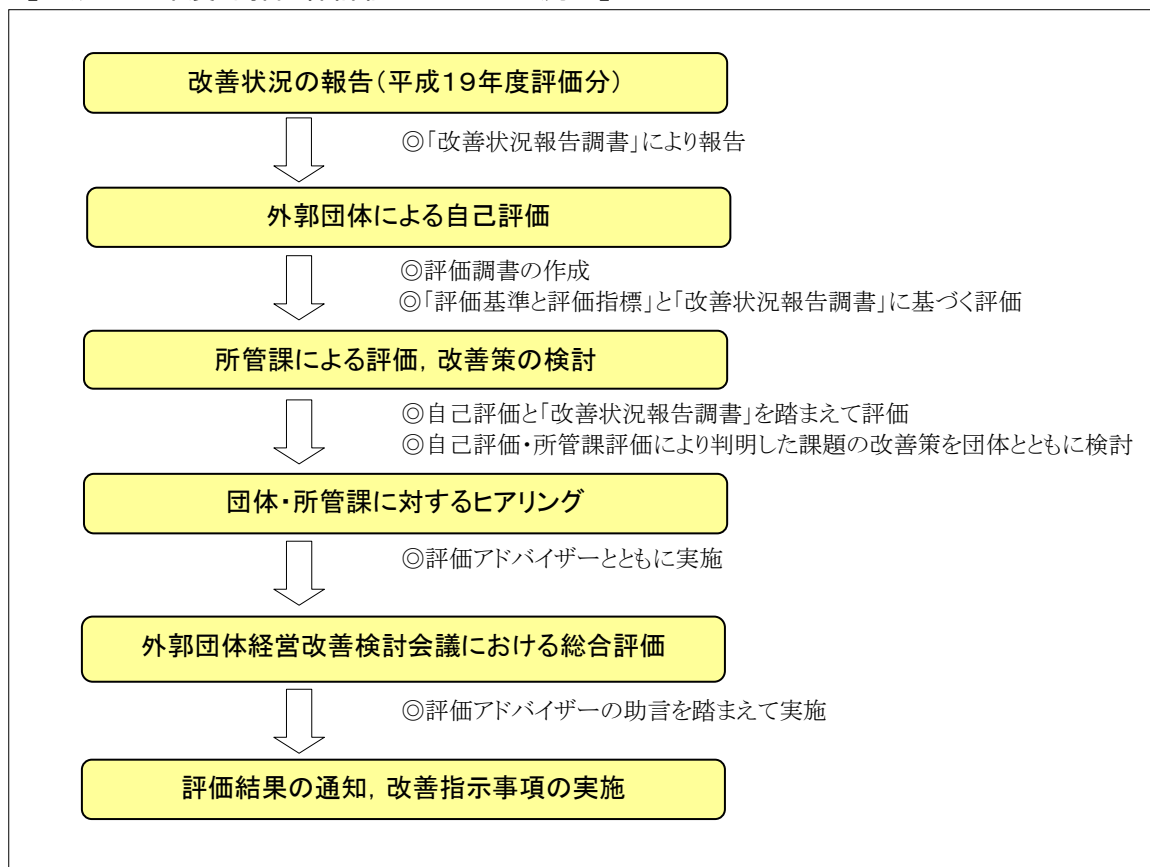 改善状況の報告(平成19年度評価分)
◎「改善状況報告調書」により報告
外郭団体による自己評価
◎評価調書の作成
◎「評価基準と評価指標」と「改善状況報告調書」に基づく評価
所管課による評価，改善策の検討
◎自己評価と「改善状況報告調書」を踏まえて評価
◎自己評価・所管課評価により判明した課題の改善策を団体とともに検討
団体・所管課に対するヒアリング
◎評価アドバイザーとともに実施
外郭団体経営改善検討会議における総合評価
◎評価アドバイザーの助言を踏まえて実施
評価結果の通知，改善指示事項の実施